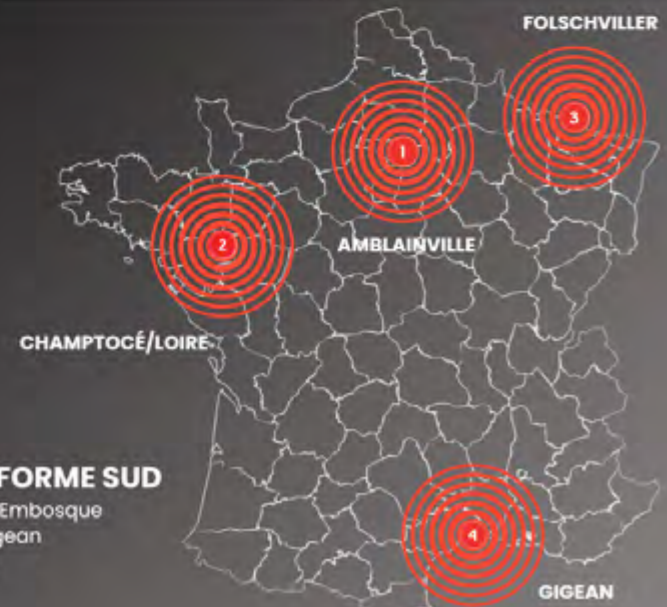 FOLSCHVILLER
3
1
AMBLAINVILLE
2
CHAMPTOCÉ/LOIRE
FORME SUD
Embosque
gean
4
GIGEAN